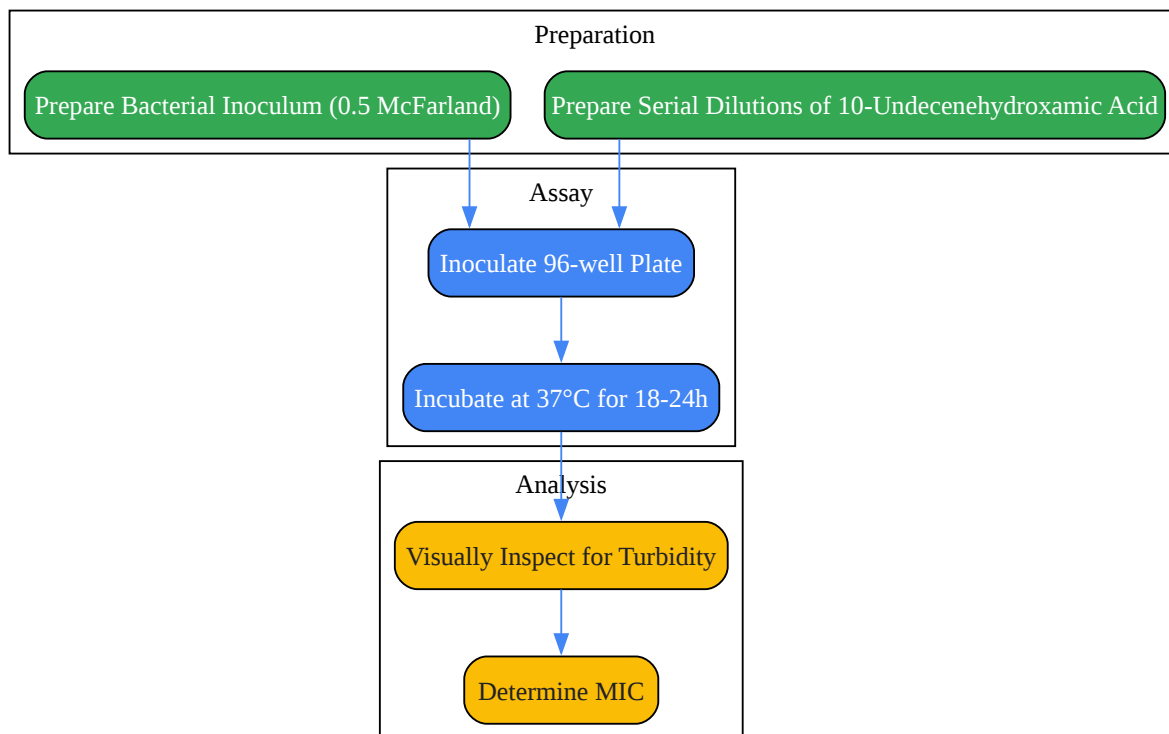 Preparation
Prepare Bacterial Inoculum (0.5 McFarland)
Prepare Serial Dilutions of 10-Undecenehydroxamic Acid
Assay
Inoculate 96-well Plate
Incubate at 37°C for 18-24h
Analysis
Visually Inspect for Turbidity
Determine MIC